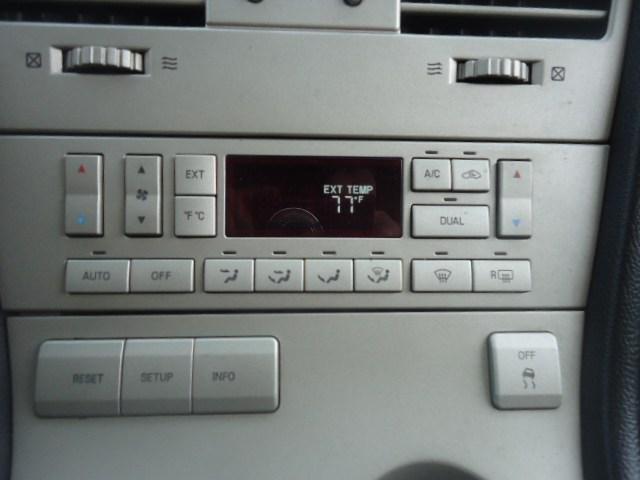 EXT
EXT TEMP
77°F
A/C
°F °C
DUAL
AUTO
OFF
R
RESET
SETUP
INFO
OFF